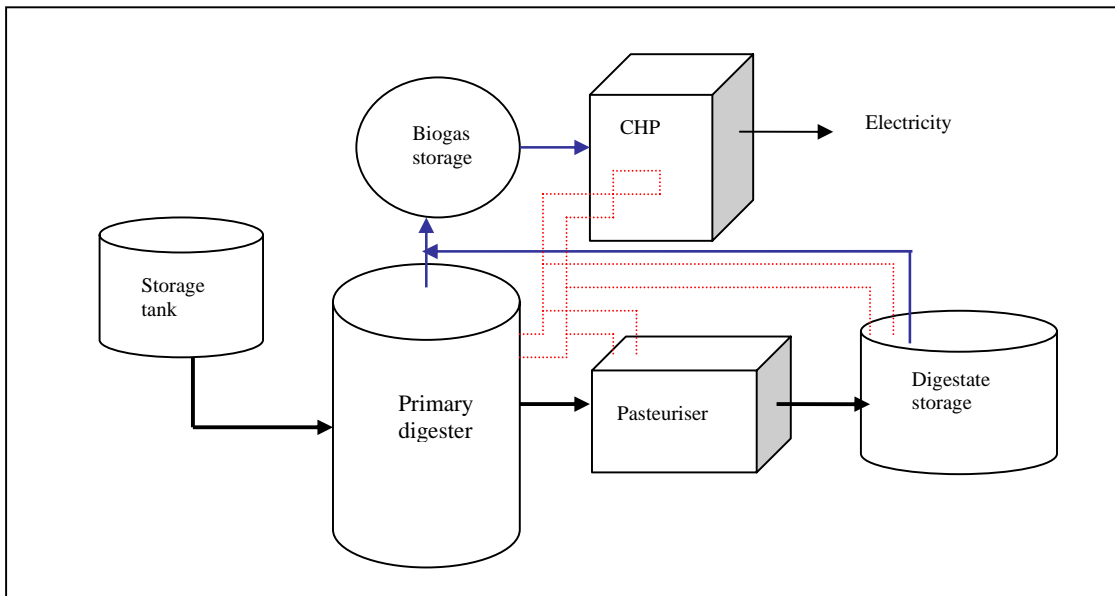 Biogas
storage
CHP
Electricity
Storage
tank
Primary
digester
Pasteuriser
Digestate
storage